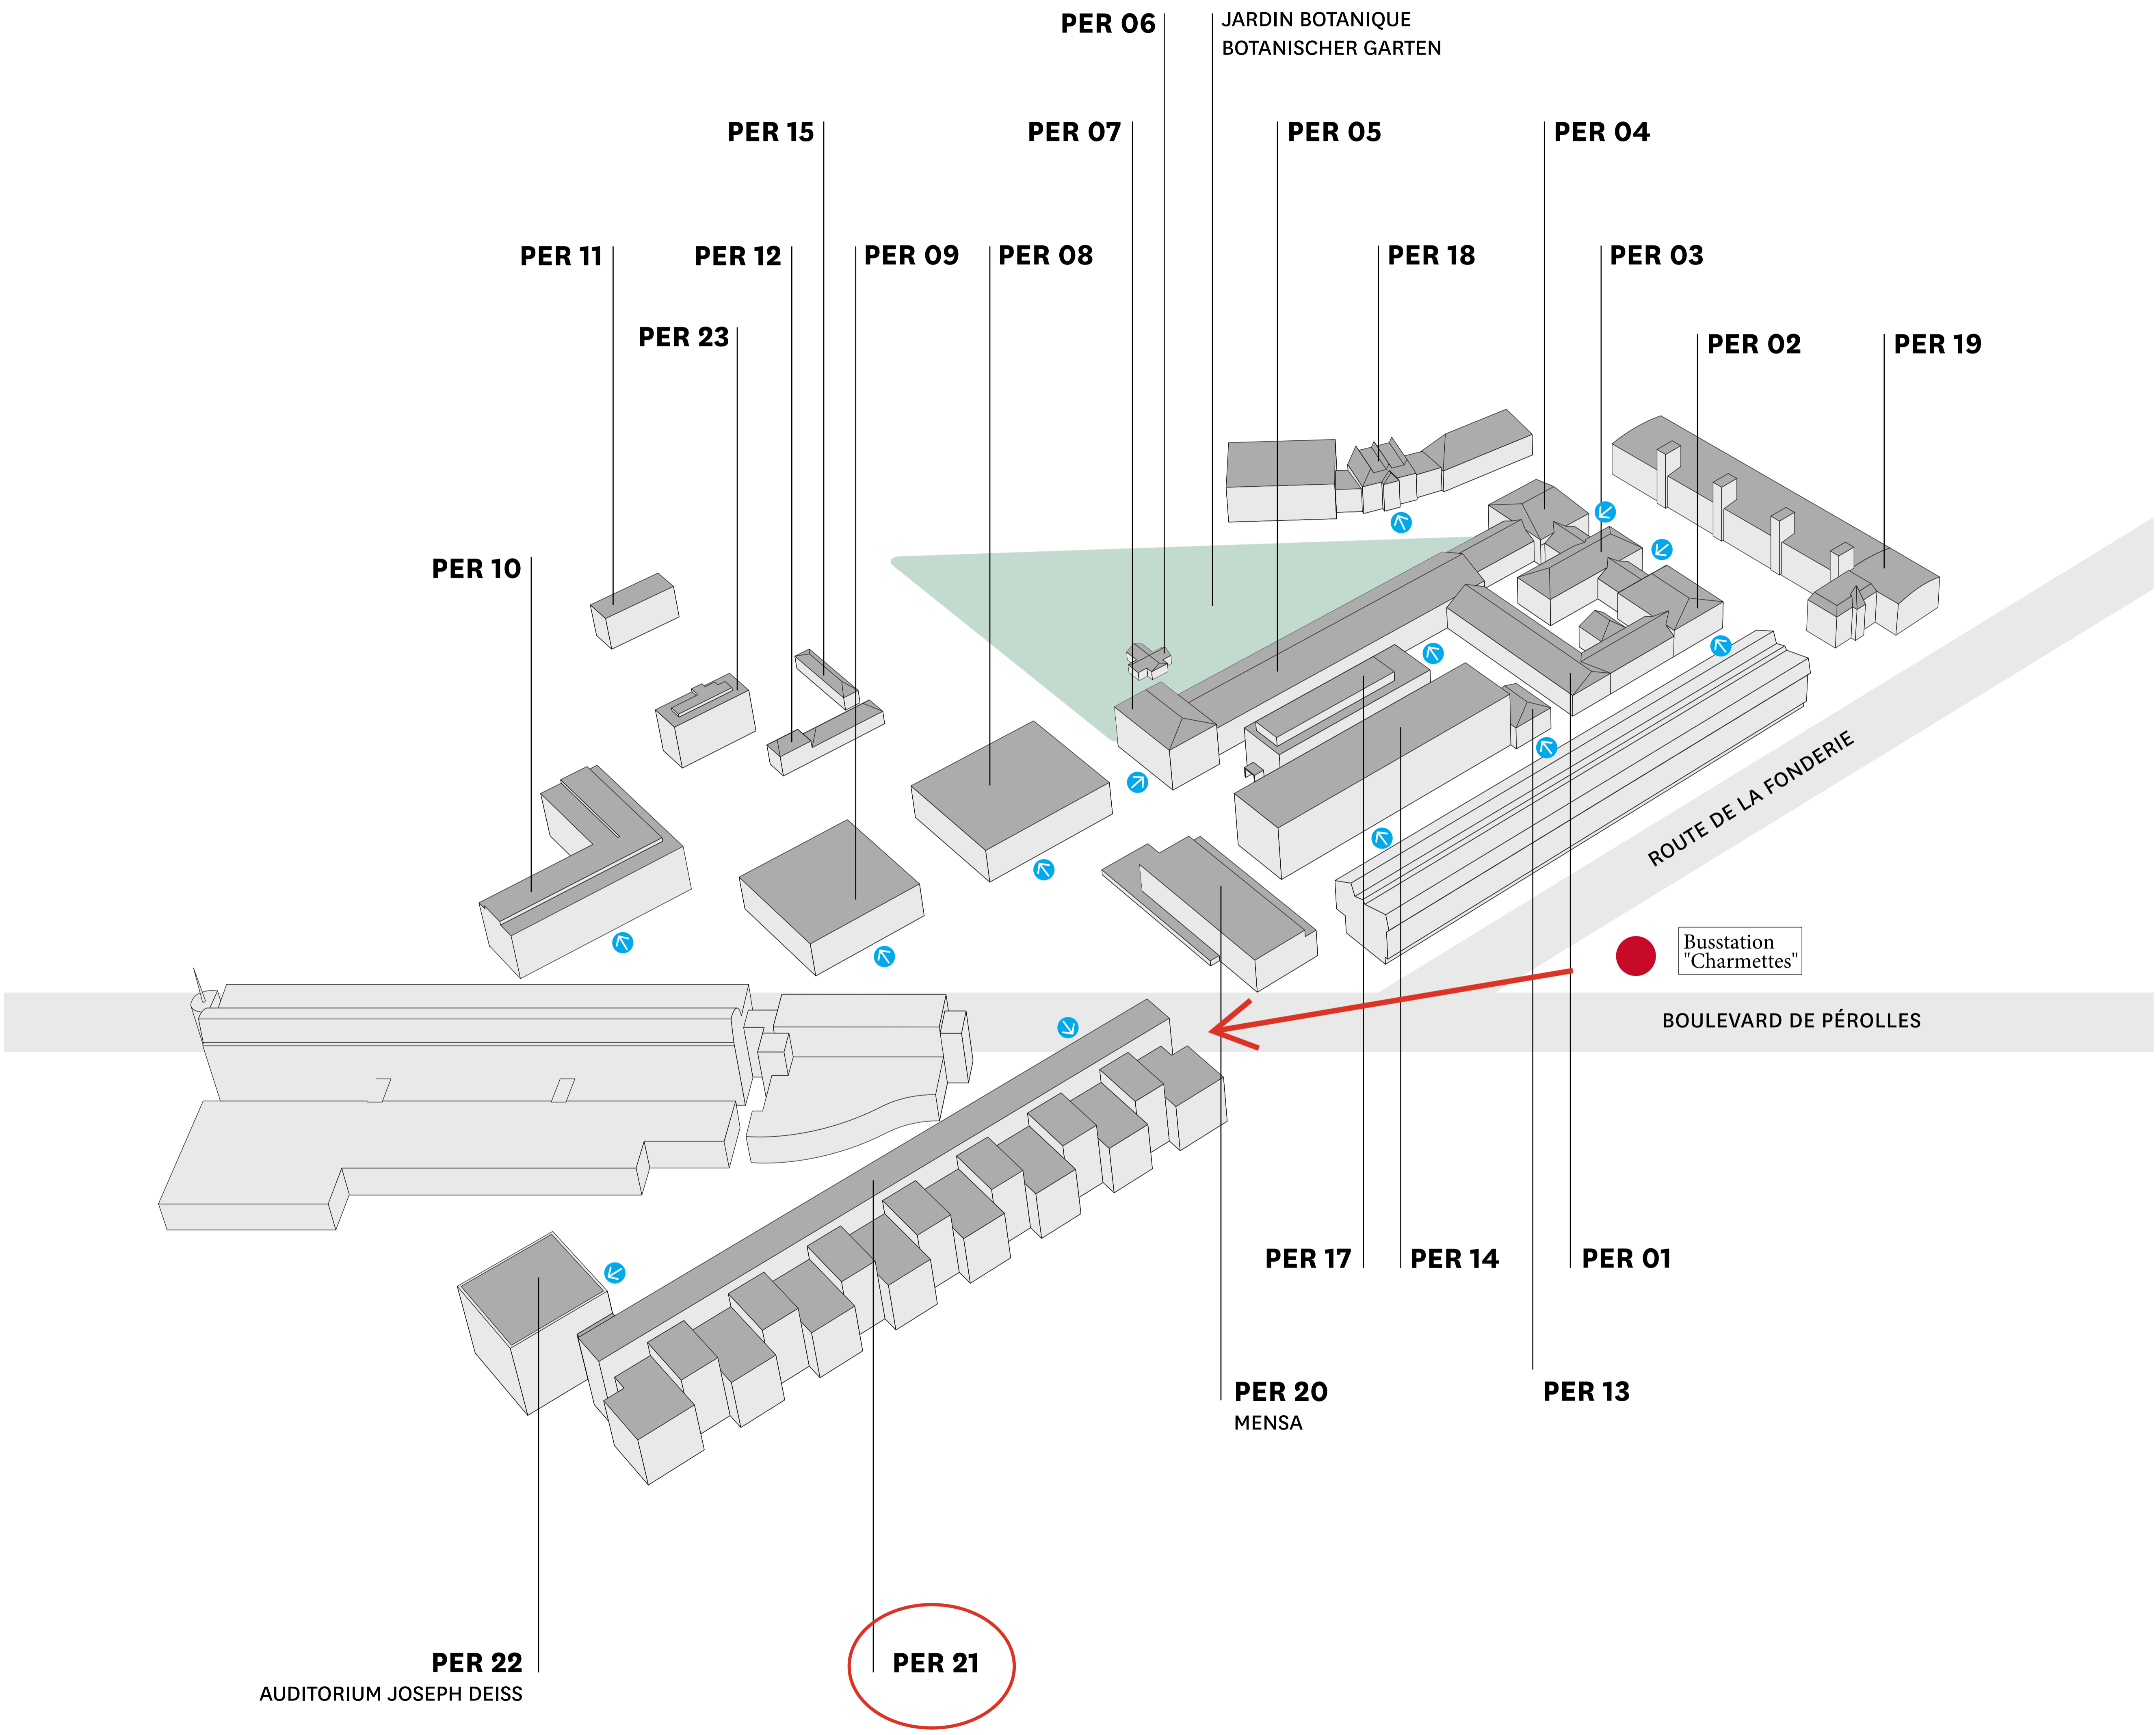 PER 06
JARDIN BOTANIQUE
BOTANISCHER GARTEN
PER 15
PER 07
PER 05
PER 04
PER 11
PER 12
PER 09
PER 08
PER 18
PER 03
PER 23
PER 02
PER 19
PER 10
ROUTE DE LA FONDERIE
Busstation
"Charmettes"
BOULEVARD DE PÉROLLES
PER 17
PER 14
PER 01
PER 20
MENSA
PER 13
PER 22
AUDITORIUM JOSEPH DEISS
PER 21